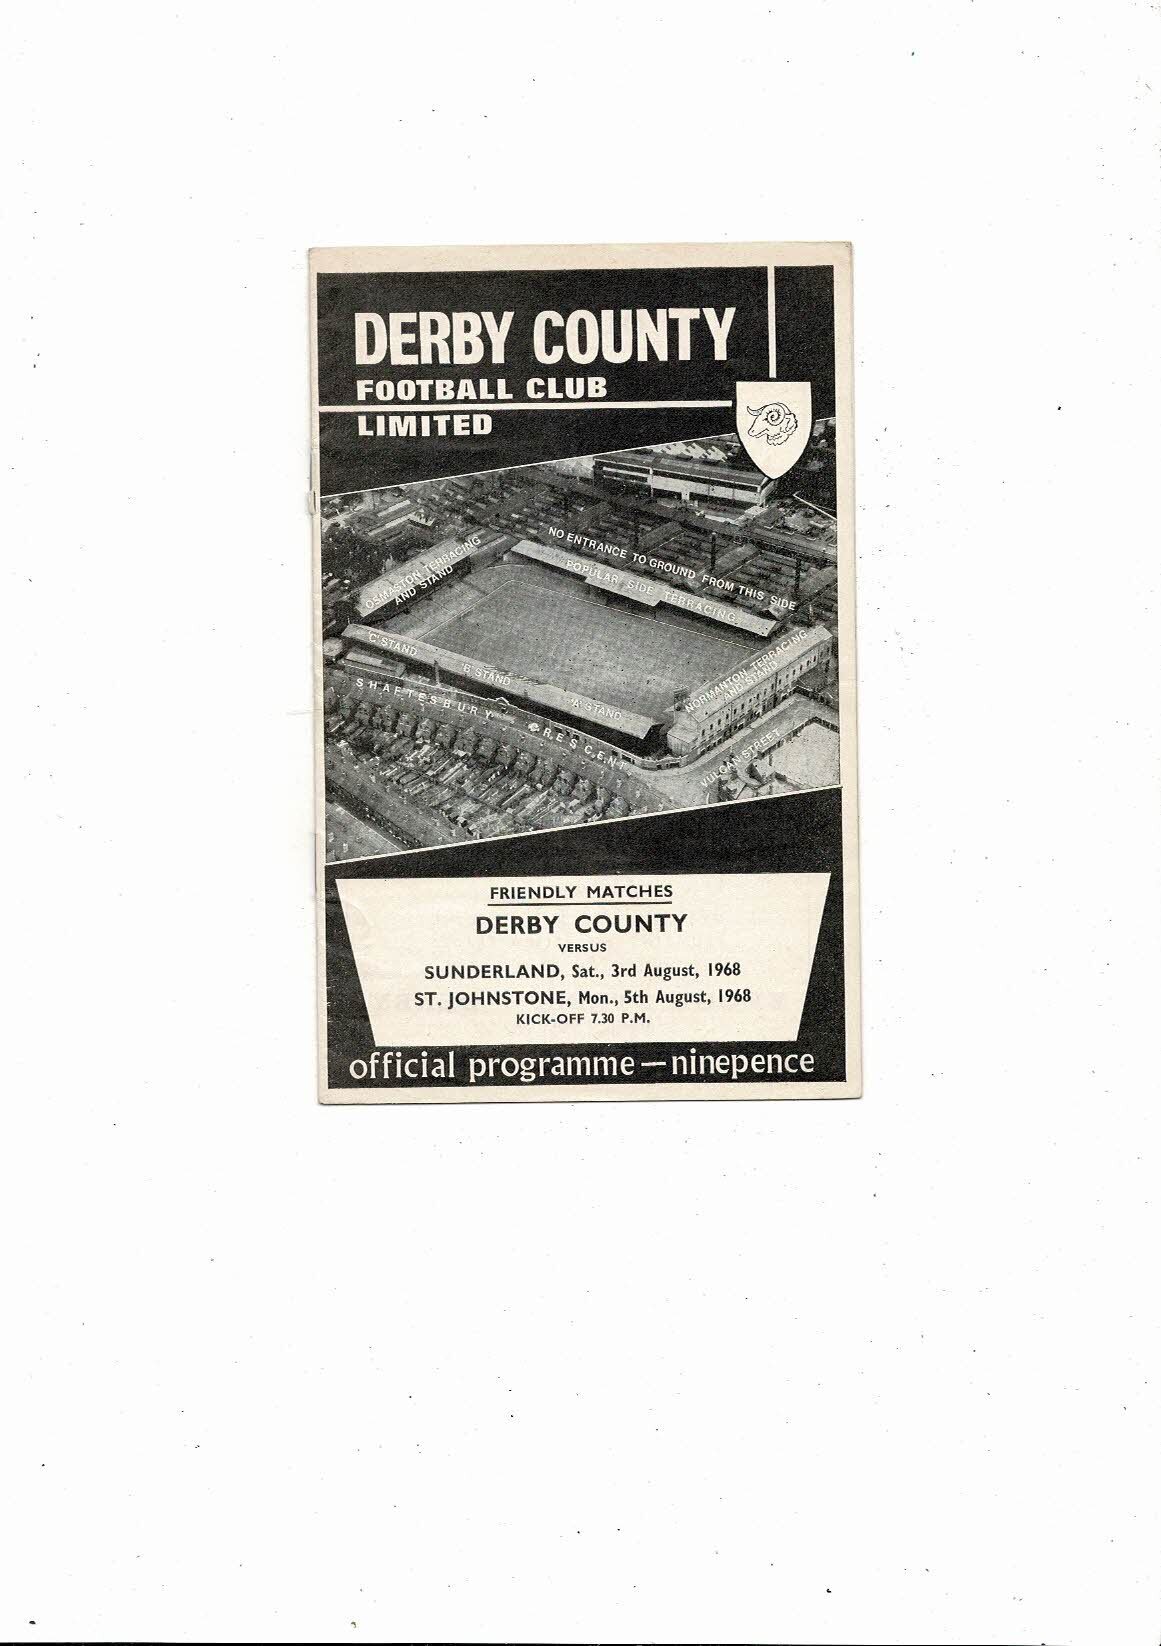 DERBY COUNTY
FOOTBALL CLUB
LIMITED
NO ENTRANCE TO GROUND FROM THIS SIDE
POPULAR SIDE TERRACING
OSMASTON TERRACING
AND STAND
'C' STAND
'B' STAND
'A' STAND
NORMANTON TERRACING
AND STAND
SHAFTESBURY CRESCENT
VULCAN STREET
FRIENDLY MATCHES
DERBY COUNTY
VERSUS
SUNDERLAND, Sat., 3rd August, 1968
ST. JOHNSTONE, Mon., 5th August, 1968
KICK-OFF 7.30 P.M.
official programme — ninepence